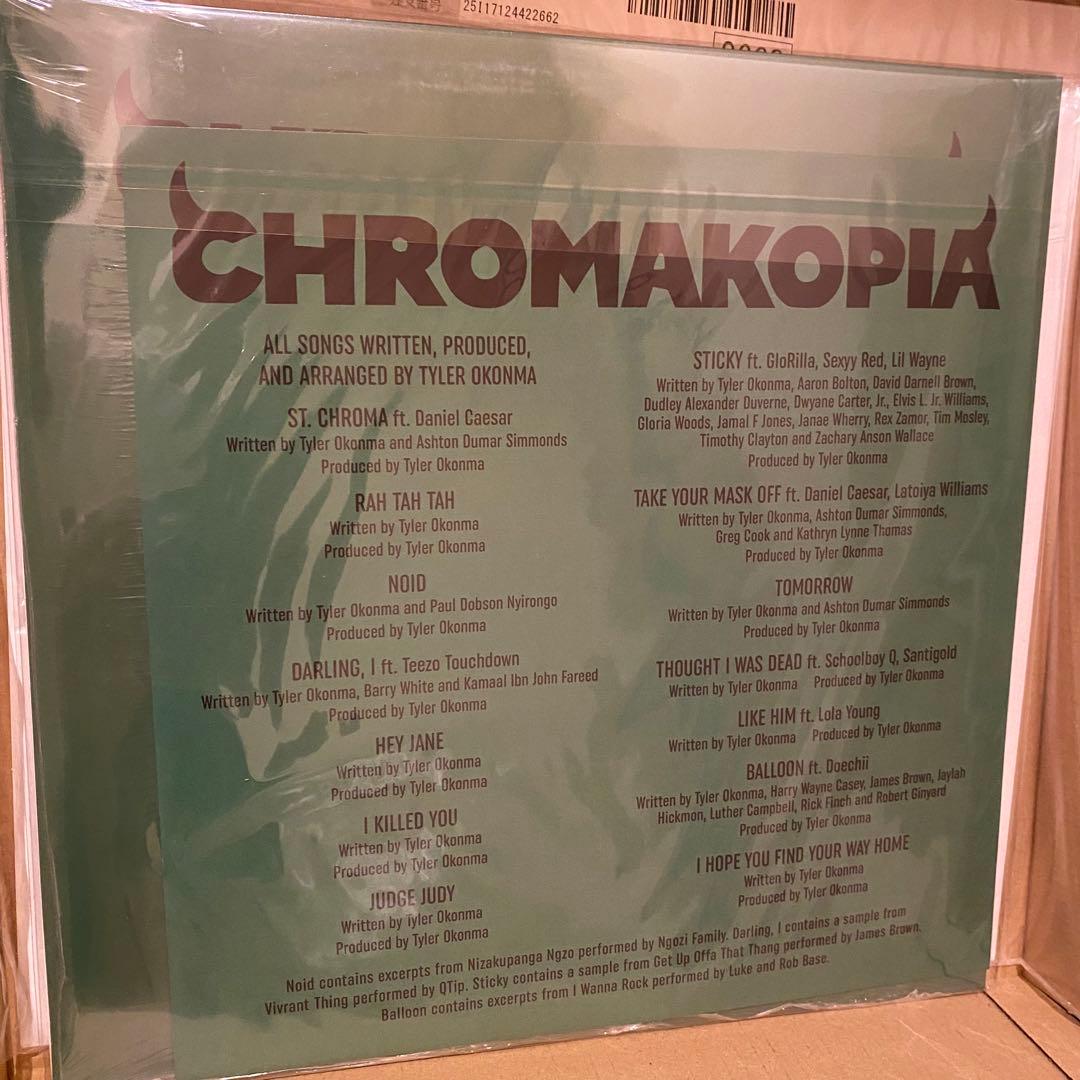 25I17124422662
CHROMAKOPIA
ALL SONGS WRITTEN, PRODUCED,
AND ARRANGED BY TYLER OKONMA
ST. CHROMA ft. Daniel Caesar
Written by Tyler Okonma and Ashton Dumar Simmonds
Produced by Tyler Okonma
RAH TAH TAH
Written by Tyler Okonma
Produced by Tyler Okonma
NOID
Written by Tyler Okonma and Paul Dobson Nyirongo
Produced by Tyler Okonma
DARLING, I ft. Teezo Touchdown
Written by Tyler Okonma, Barry White and Kamaal Ibn John Fareed
Produced by Tyler Okonma
HEY JANE
Written by Tyler Okonma
Produced by Tyler Okonma
I KILLED YOU
Written by Tyler Okonma
Produced by Tyler Okonma
JUDGE JUDY
Written by Tyler Okonma
Produced by Tyler Okonma
STICKY ft. GloRilla, Sexyy Red, Lil Wayne
Written by Tyler Okonma, Aaron Bolton, David Darnell Brown,
Dudley Alexander Duverne, Dwyane Carter, Jr., Elvis L. Jr. Williams,
Gloria Woods, Jamal F Jones, Janae Wherry, Rex Zamor, Tim Mosley,
Timothy Clayton and Zachary Anson Wallace
Produced by Tyler Okonma
TAKE YOUR MASK OFF ft. Daniel Caesar, Latoiya Williams
Written by Tyler Okonma, Ashton Dumar Simmonds,
Greg Cook and Kathryn Lynne Thomas
Produced by Tyler Okonma
TOMORROW
Written by Tyler Okonma and Ashton Dumar Simmonds
Produced by Tyler Okonma
THOUGHT I WAS DEAD ft. Schoolboy Q, Santigold
Written by Tyler Okonma Produced by Tyler Okonma
LIKE HIM ft. Lola Young
Written by Tyler Okonma Produced by Tyler Okonma
BALLOON ft. Doechii
Written by Tyler Okonma, Harry Wayne Casey, James Brown, Jaylah
Hickmon, Luther Campbell, Rick Finch and Robert Ginyard
Produced by Tyler Okonma
I HOPE YOU FIND YOUR WAY HOME
Written by Tyler Okonma
Produced by Tyler Okonma
Noid contains excerpts from Nizakupanga Ngzo performed by Ngozi Family. Darling, I contains a sample from
Vivrant Thing performed by QTip. Sticky contains a sample from Get Up Offa That Thang performed by James Brown.
Balloon contains excerpts from I Wanna Rock performed by Luke and Rob Base.